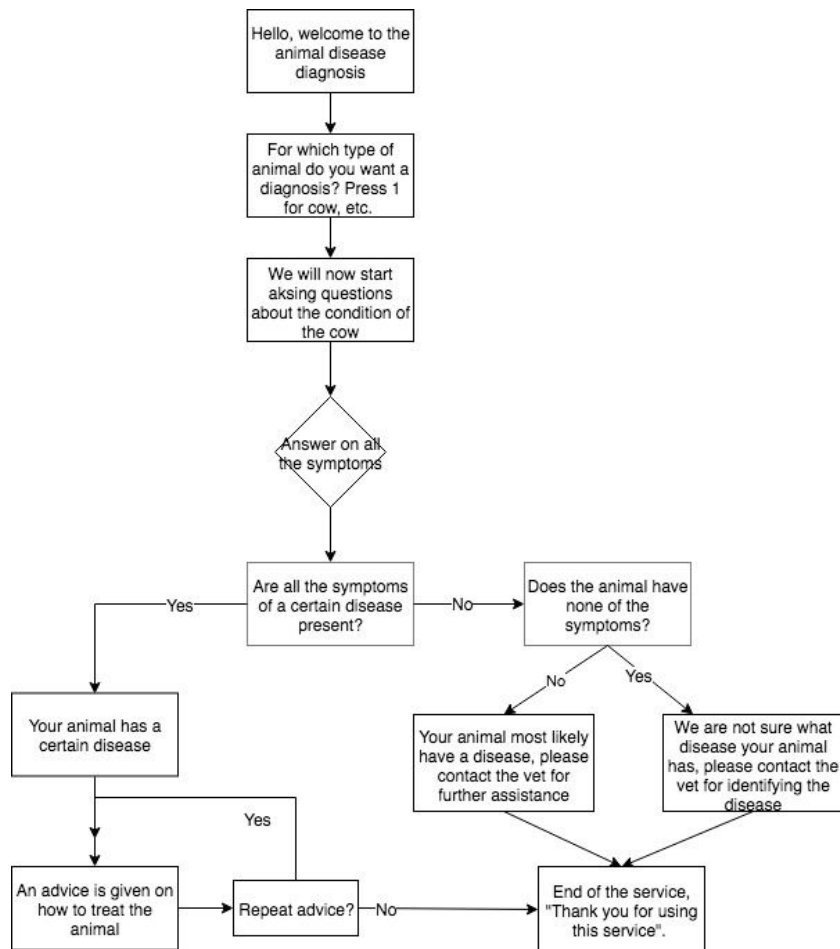 Hello, welcome to the
animal disease
diagnosis
For which type of
animal do you want a
diagnosis? Press 1
for cow, etc.
We will now start
aksing questions
about the condition of
the cow
Answer on all
the symptoms
Are all the symptoms
of a certain disease
present?
Does the animal have
none of the
symptoms?
Yes
No
No
Yes
Your animal has a
certain disease
Your animal most likely
have a disease, please
contact the vet for
further assistance
We are not sure what
disease your animal
has, please contact the
vet for identifying the
disease
Yes
An advice is given on
how to treat the
animal
Repeat advice?
No
End of the service,
"Thank you for using
this service".